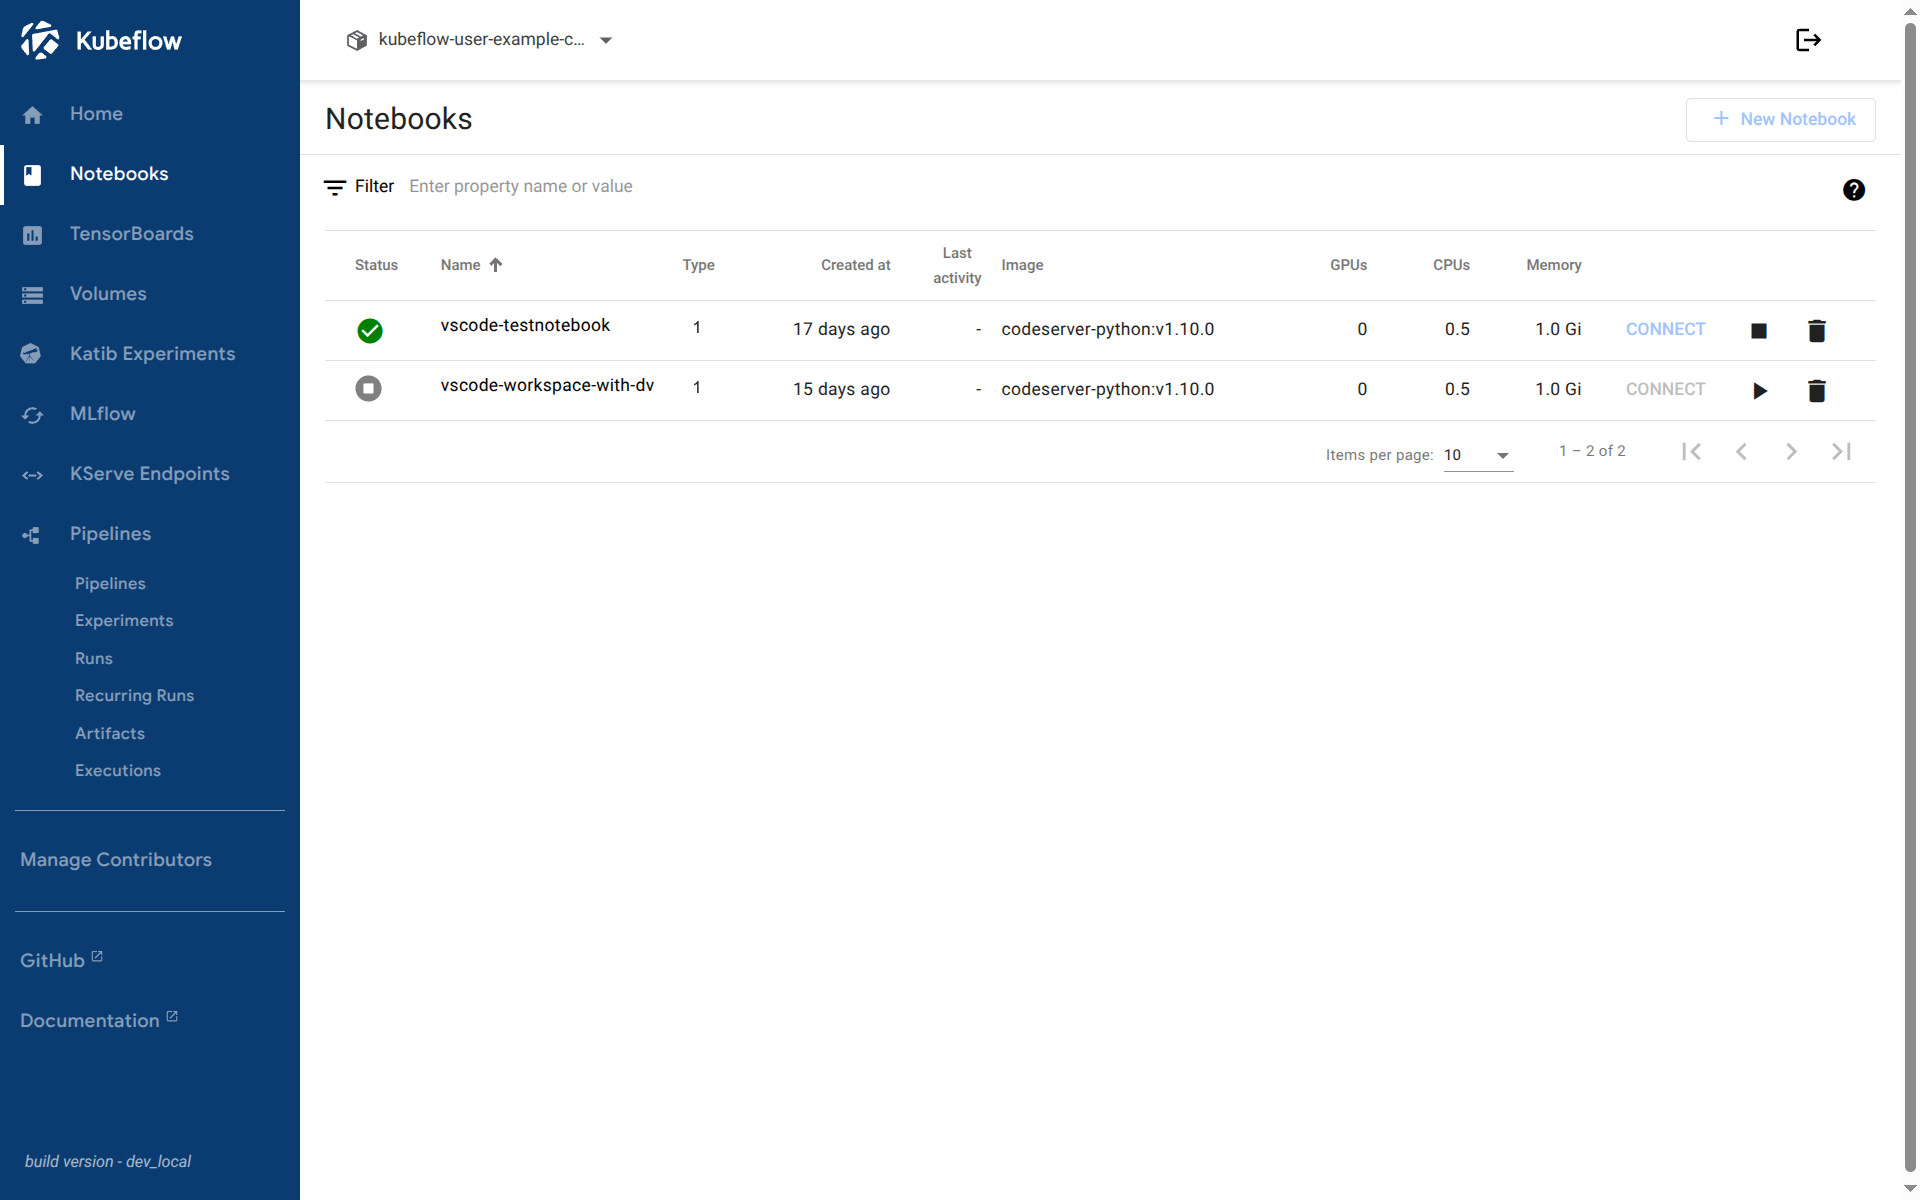 Kubeflow
kubeflow-user-example-c...
Home
Notebooks
TensorBoards
Volumes
Katib Experiments
MLflow
KServe Endpoints
Pipelines
Pipelines
Experiments
Runs
Recurring Runs
Artifacts
Executions
Manage Contributors
GitHub
Documentation
build version - dev_local
Notebooks
New Notebook
Filter Enter property name or value
Status Name Type Created at Last activity Image GPUs CPUs Memory
vscode-testnotebook 1 17 days ago - codeserver-python:v1.10.0 0 0.5 1.0 Gi CONNECT
vscode-workspace-with-dv 1 15 days ago - codeserver-python:v1.10.0 0 0.5 1.0 Gi CONNECT
Items per page: 10 1 – 2 of 2